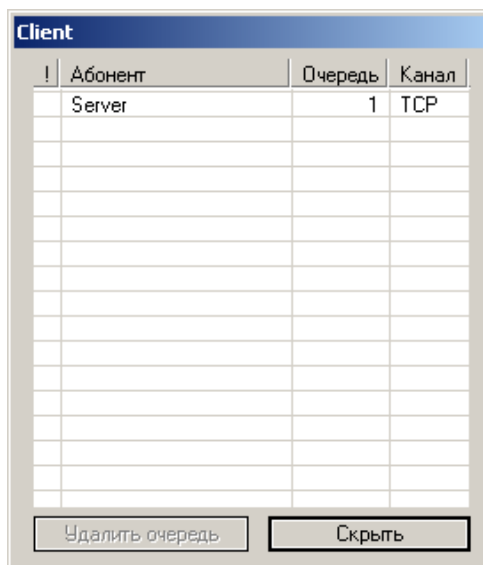 Client
! Абонент Очередь Канал
Server 1 TCP
Удалить очередь Скрыть